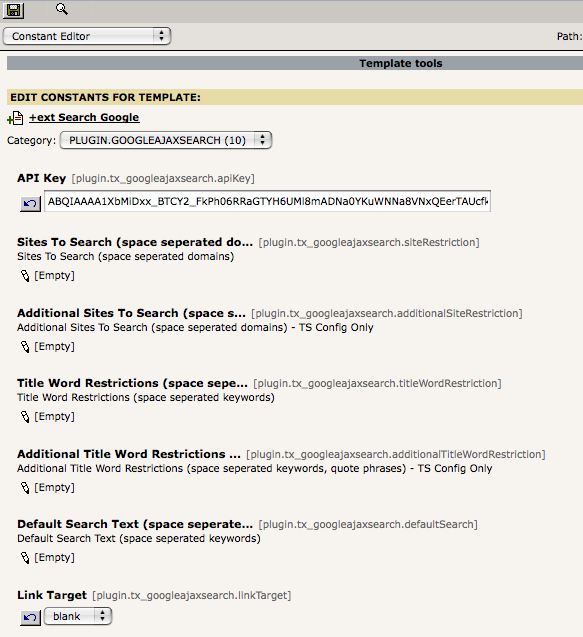 Constant Editor
Path:
Template tools
EDIT CONSTANTS FOR TEMPLATE:
+ext Search Google
Category: PLUGIN.GOOGLEAJAXSEARCH (10)
API Key [plugin.tx_googleajaxsearch.apiKey]
Sites To Search (space seperated do... [plugin.tx_googleajaxsearch.siteRestriction]
Sites To Search (space seperated domains)
[Empty]
Additional Sites To Search (space s... [plugin.tx_googleajaxsearch.additionalSiteRestriction]
Additional Sites To Search (space seperated domains) - TS Config Only
[Empty]
Title Word Restrictions (space sepe... [plugin.tx_googleajaxsearch.titleWordRestriction]
Title Word Restrictions (space seperated keywords)
[Empty]
Additional Title Word Restrictions ... [plugin.tx_googleajaxsearch.additionalTitleWordRestriction]
Additional Title Word Restrictions (space seperated keywords, quote phrases) - TS Config Only
[Empty]
Default Search Text (space seperate... [plugin.tx_googleajaxsearch.defaultSearch]
Default Search Text (space seperated keywords)
[Empty]
Link Target [plugin.tx_googleajaxsearch.linkTarget]
blank